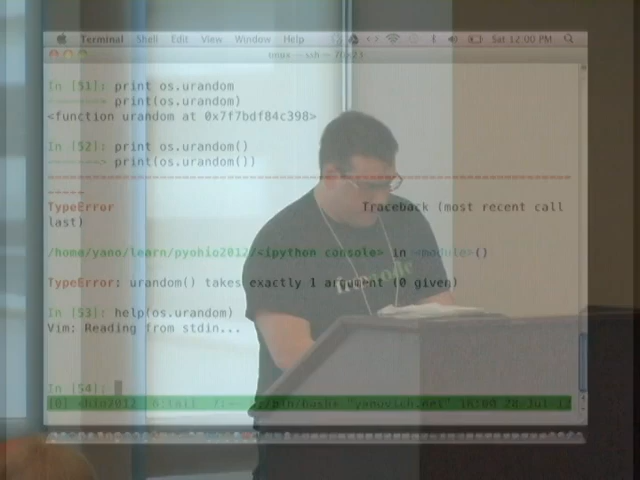 Terminal Shell Edit View Window Help Sat 12:00 PM
In [51]: print os.urandom
-------> print(os.urandom)
<function urandom at 0x7f7bdf84c398>
In [52]: print os.urandom()
-------> print(os.urandom())
TypeError Traceback (most recent call
last)
/home/yano/learn/pyohio2012/<ipython console> in <module>()
TypeError: urandom() takes exactly 1 argument (0 given)
In [53]: help(os.urandom)
Vim: Reading from stdin...
In [54]: